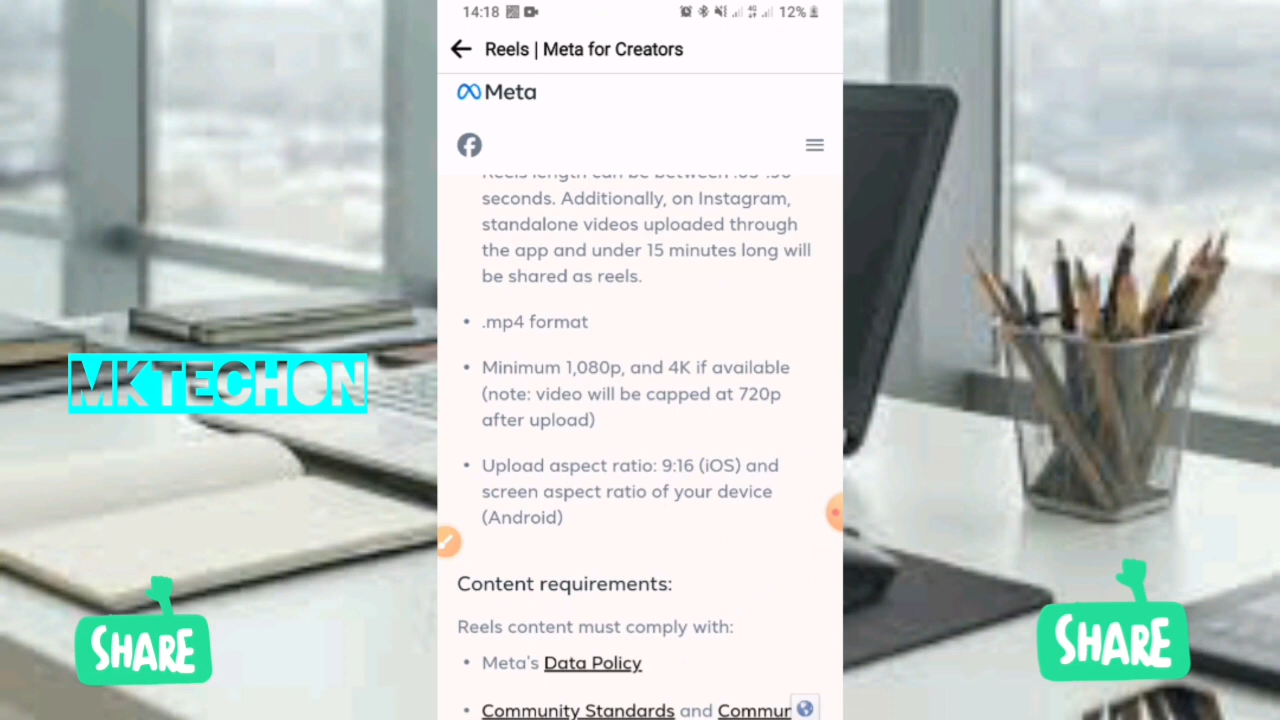 14:18
4G
12%
Reels | Meta for Creators
Meta
seconds. Additionally, on Instagram,
standalone videos uploaded through
the app and under 15 minutes long will
be shared as reels.
• .mp4 format
• Minimum 1,080p, and 4K if available
(note: video will be capped at 720p
after upload)
• Upload aspect ratio: 9:16 (iOS) and
screen aspect ratio of your device
(Android)
Content requirements:
Reels content must comply with:
• Meta's Data Policy
• Community Standards and Commun
MKTECHON
SHARE
SHARE